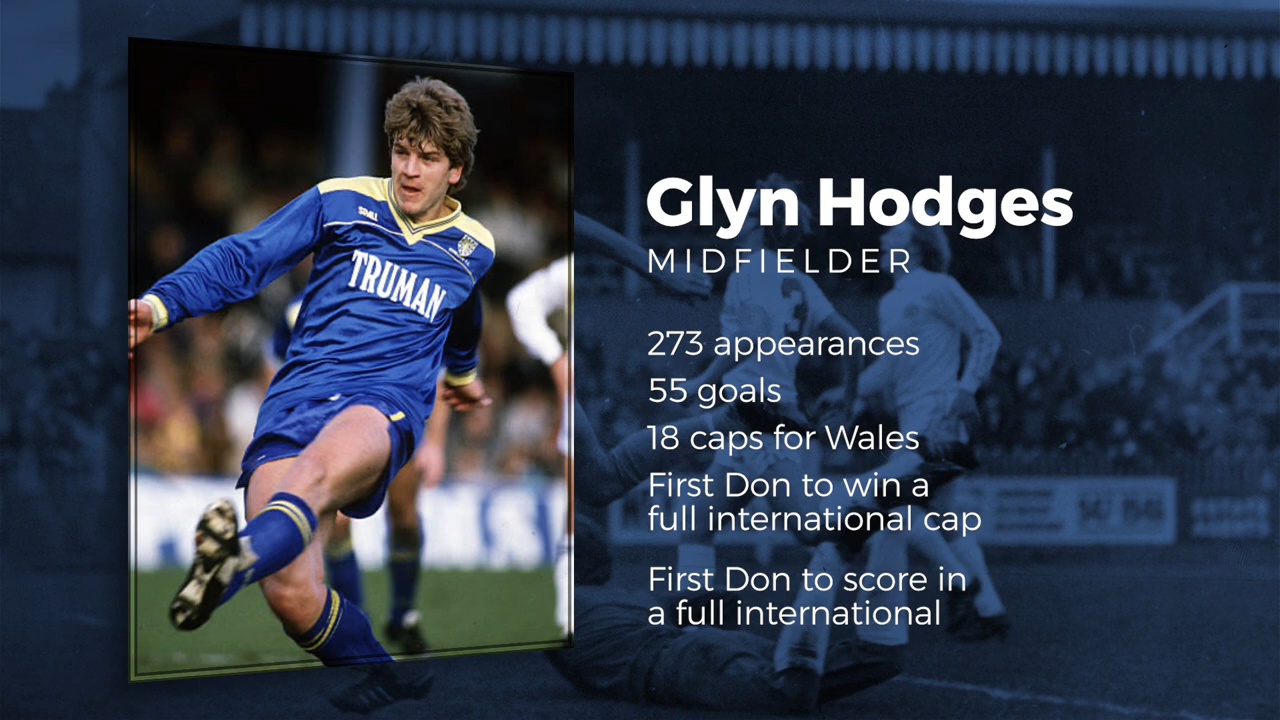 Glyn Hodges
MIDFIELDER
273 appearances
55 goals
18 caps for Wales
First Don to win a
full international cap
First Don to score in
a full international
TRUMAN